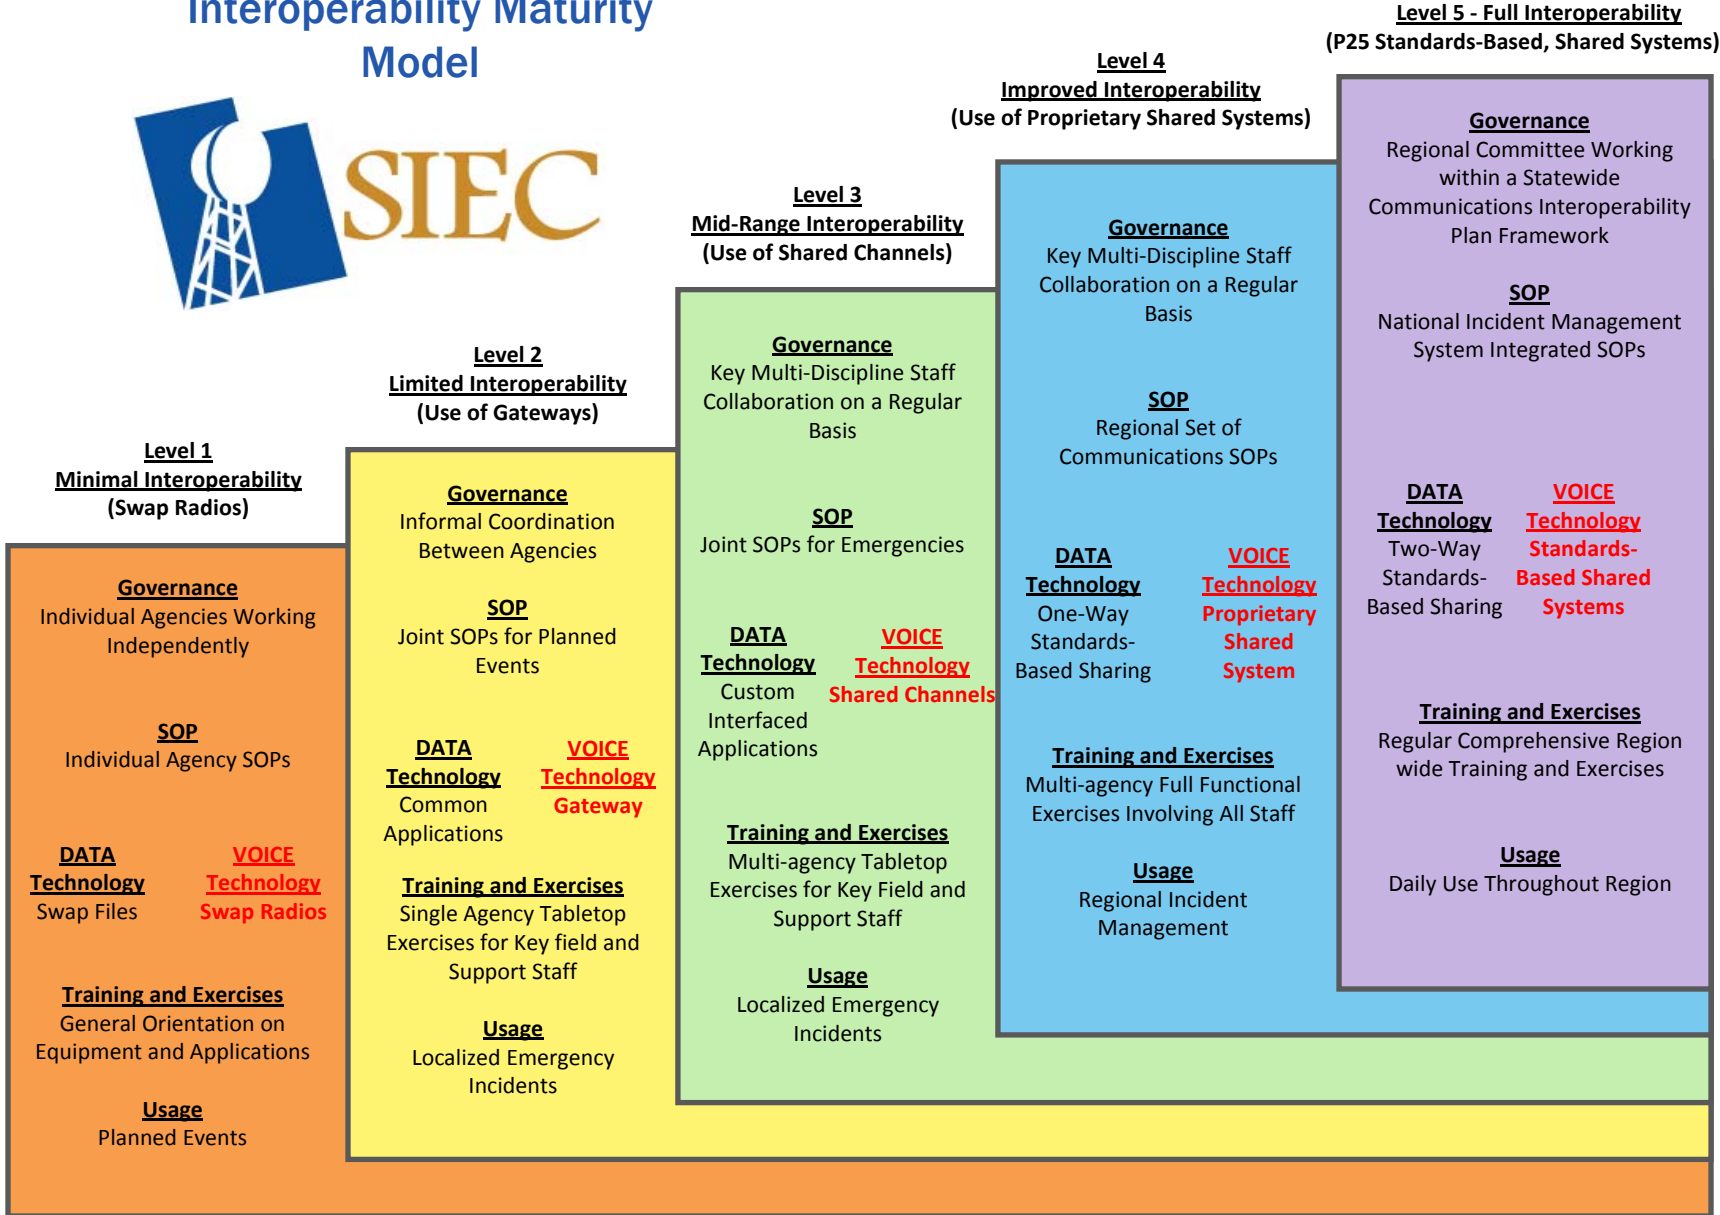 Interoperability Maturity
Model
SIEC
Level 1
Minimal Interoperability
(Swap Radios)
Governance
Individual Agencies Working
Independently
SOP
Individual Agency SOPs
DATA
Technology
Swap Files
VOICE
Technology
Swap Radios
Training and Exercises
General Orientation on
Equipment and Applications
Usage
Planned Events
Level 2
Limited Interoperability
(Use of Gateways)
Governance
Informal Coordination
Between Agencies
SOP
Joint SOPs for Planned
Events
DATA
Technology
Common
Applications
VOICE
Technology
Gateway
Training and Exercises
Single Agency Tabletop
Exercises for Key field and
Support Staff
Usage
Localized Emergency
Incidents
Level 3
Mid-Range Interoperability
(Use of Shared Channels)
Governance
Key Multi-Discipline Staff
Collaboration on a Regular
Basis
SOP
Joint SOPs for Emergencies
DATA
Technology
Custom
Interfaced
Applications
VOICE
Technology
Shared Channels
Training and Exercises
Multi-agency Tabletop
Exercises for Key Field and
Support Staff
Usage
Localized Emergency
Incidents
Level 4
Improved Interoperability
(Use of Proprietary Shared Systems)
Governance
Key Multi-Discipline Staff
Collaboration on a Regular
Basis
SOP
Regional Set of
Communications SOPs
DATA
Technology
One-Way
Standards-
Based Sharing
VOICE
Technology
Proprietary
Shared
System
Training and Exercises
Multi-agency Full Functional
Exercises Involving All Staff
Usage
Regional Incident
Management
Level 5 - Full Interoperability
(P25 Standards-Based, Shared Systems)
Governance
Regional Committee Working
within a Statewide
Communications Interoperability
Plan Framework
SOP
National Incident Management
System Integrated SOPs
DATA
Technology
Two-Way
Standards-
Based Sharing
VOICE
Technology
Standards-
Based Shared
Systems
Training and Exercises
Regular Comprehensive Region
wide Training and Exercises
Usage
Daily Use Throughout Region